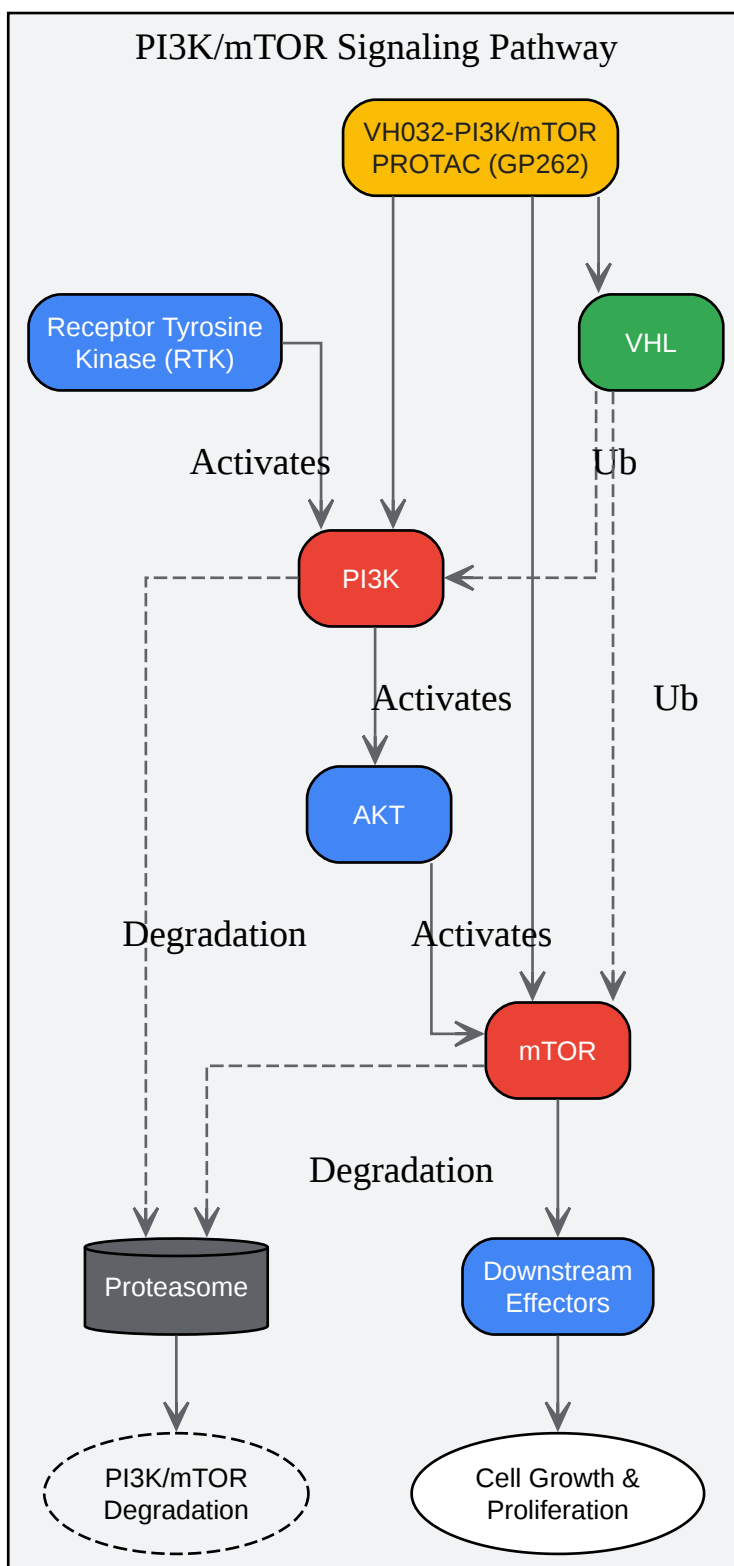 PI3K/mTOR Signaling Pathway
VH032-PI3K/mTOR
PROTAC (GP262)
Receptor Tyrosine
Kinase (RTK)
VHL
Activates
Ub
PI3K
Activates
Ub
AKT
Degradation
Activates
mTOR
Degradation
Proteasome
Downstream
Effectors
PI3K/mTOR
Degradation
Cell Growth &
Proliferation